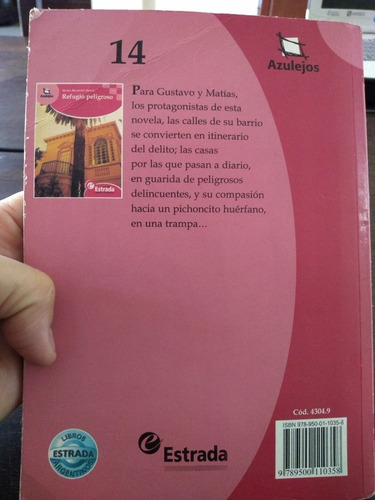 14
Azulejos
Refugio peligroso
Estrada
Para Gustavo y Matías,
los protagonistas de esta
novela, las calles de su barrio
se convierten en itinerario
del delito; las casas
por las que pasan a diario,
en guarida de peligrosos
delincuentes, y su compasión
hacia un pichoncito huérfano,
en una trampa...
Cód. 4304.9
ISBN 978-950-01-1035-8
9 789500 110358
LIBROS
ESTRADA
ARGENTINOS
e Estrada